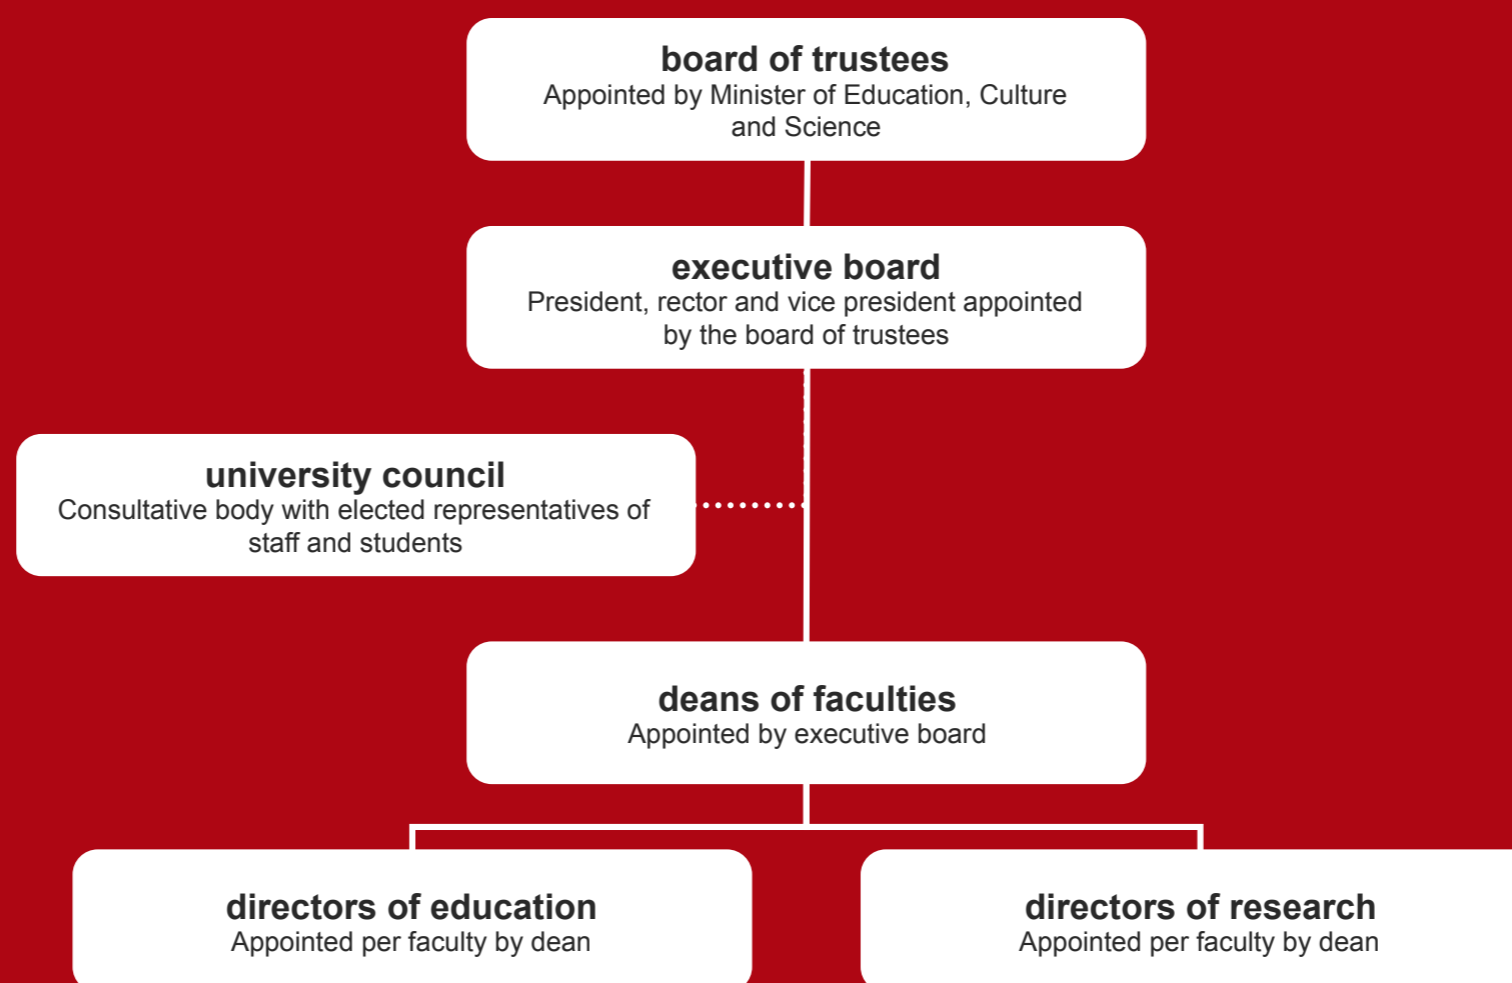 board of trustees
Appointed by Minister of Education, Culture
and Science
executive board
President, rector and vice president appointed
by the board of trustees
university council
Consultative body with elected representatives of
staff and students
deans of faculties
Appointed by executive board
directors of education
Appointed per faculty by dean
directors of research
Appointed per faculty by dean